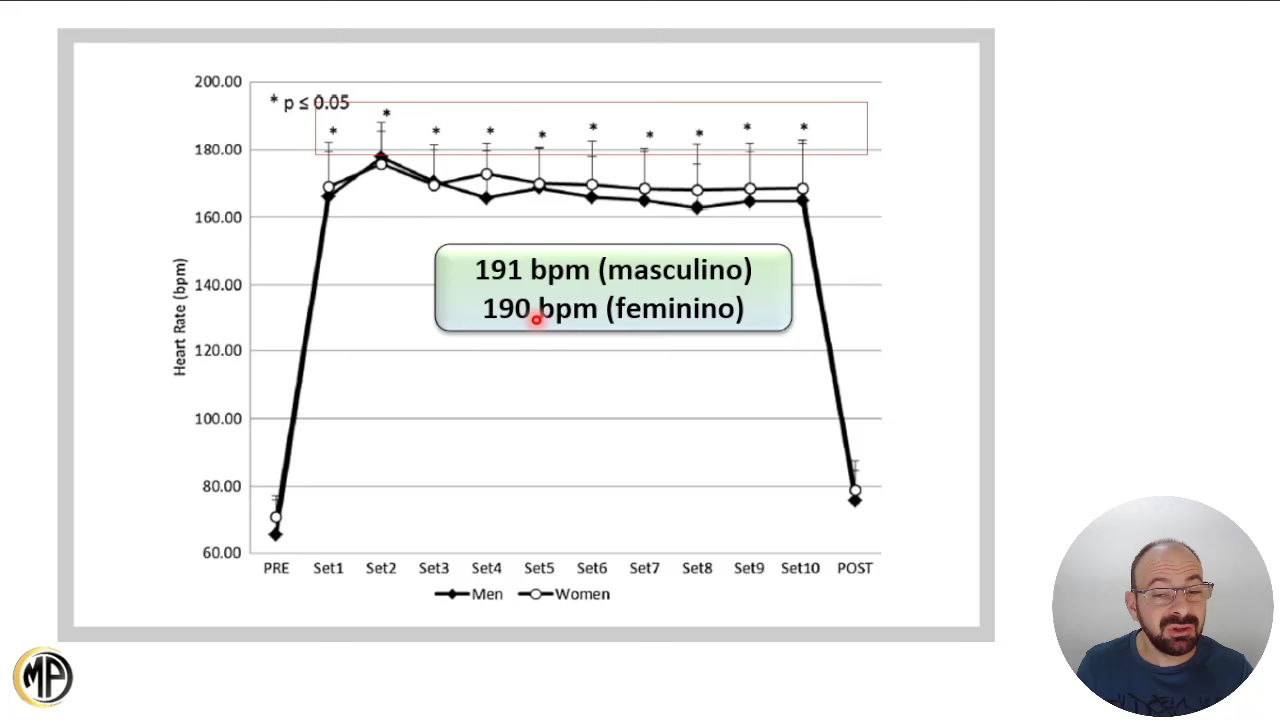 200.00
* p ≤ 0.05
* * * * * * * * * *
180.00
160.00
191 bpm (masculino)
140.00
190 bpm (feminino)
120.00
100.00
80.00
60.00
Heart Rate (bpm)
PRE Set1 Set2 Set3 Set4 Set5 Set6 Set7 Set8 Set9 Set10 POST
Men Women
MP